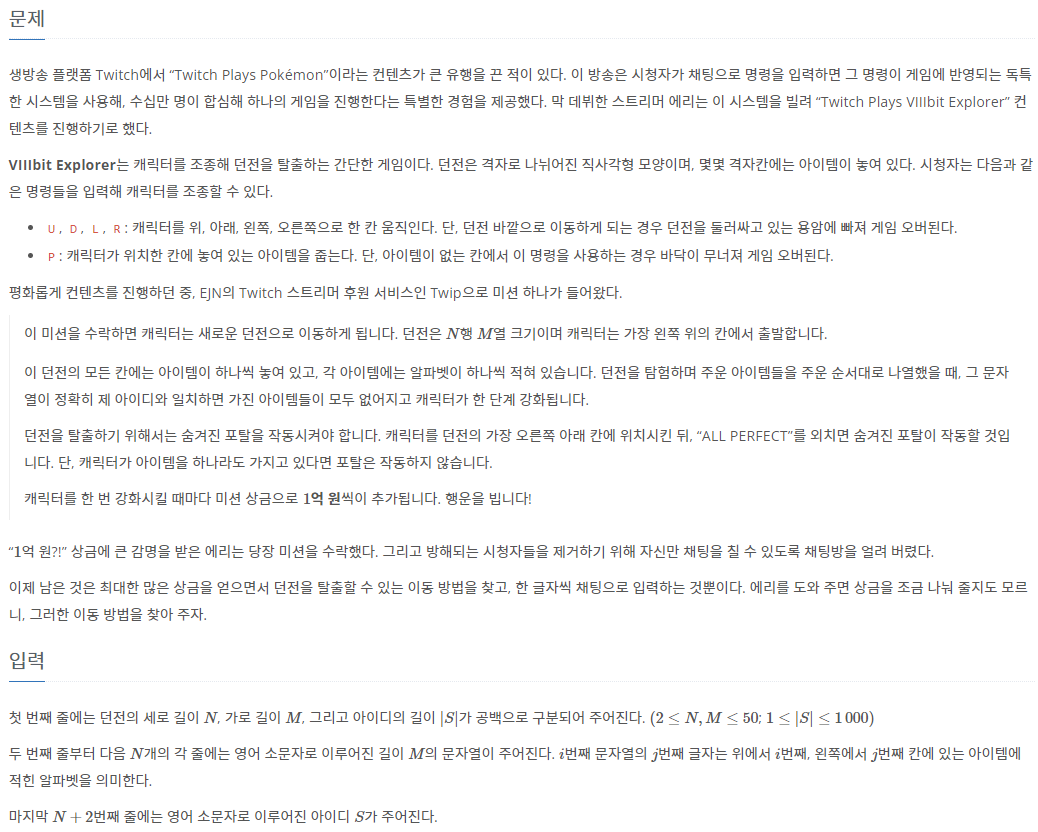 문제
생방송 플랫폼 Twitch에서 “Twitch Plays Pokémon”이라는 컨텐츠가 큰 유행을 끈 적이 있다. 이 방송은 시청자가 채팅으로 명령을 입력하면 그 명령이 게임에 반영되는 독특
한 시스템을 사용해, 수십만 명이 합심해 하나의 게임을 진행한다는 특별한 경험을 제공했다. 막 데뷔한 스트리머 에리는 이 시스템을 빌려 “Twitch Plays VIIIbit Explorer” 컨
텐츠를 진행하기로 했다.
VIIIbit Explorer는 캐릭터를 조종해 던전을 탈출하는 간단한 게임이다. 던전은 격자로 나뉘어진 직사각형 모양이며, 몇몇 격자칸에는 아이템이 놓여 있다. 시청자는 다음과 같
은 명령들을 입력해 캐릭터를 조종할 수 있다.
• U, D, L, R: 캐릭터를 위, 아래, 왼쪽, 오른쪽으로 한 칸 움직인다. 단, 던전 바깥으로 이동하게 되는 경우 던전을 둘러싸고 있는 용암에 빠져 게임 오버된다.
• P: 캐릭터가 위치한 칸에 놓여 있는 아이템을 줍는다. 단, 아이템이 없는 칸에서 이 명령을 사용하는 경우 바닥이 무너져 게임 오버된다.
평화롭게 컨텐츠를 진행하던 중, EJN의 Twitch 스트리머 후원 서비스인 Twip으로 미션 하나가 들어왔다.
이 미션을 수락하면 캐릭터는 새로운 던전으로 이동하게 됩니다. 던전은 N행 M열 크기이며 캐릭터는 가장 왼쪽 위의 칸에서 출발합니다.
이 던전의 모든 칸에는 아이템이 하나씩 놓여 있고, 각 아이템에는 알파벳이 하나씩 적혀 있습니다. 던전을 탐험하며 주운 아이템들을 주운 순서대로 나열했을 때, 그 문자
열이 정확히 제 아이디와 일치하면 가진 아이템들이 모두 없어지고 캐릭터가 한 단계 강화됩니다.
던전을 탈출하기 위해서는 숨겨진 포탈을 작동시켜야 합니다. 캐릭터를 던전의 가장 오른쪽 아래 칸에 위치시킨 뒤, “ALL PERFECT”를 외치면 숨겨진 포탈이 작동할 것입
니다. 단, 캐릭터가 아이템을 하나라도 가지고 있다면 포탈은 작동하지 않습니다.
캐릭터를 한 번 강화시킬 때마다 미션 상금으로 1억 원씩이 추가됩니다. 행운을 빕니다!
“1억 원?!” 상금에 큰 감명을 받은 에리는 당장 미션을 수락했다. 그리고 방해되는 시청자들을 제거하기 위해 자신만 채팅을 칠 수 있도록 채팅방을 얼려 버렸다.
이제 남은 것은 최대한 많은 상금을 얻으면서 던전을 탈출할 수 있는 이동 방법을 찾고, 한 글자씩 채팅으로 입력하는 것뿐이다. 에리를 도와 주면 상금을 조금 나눠 줄지도 모르
니, 그러한 이동 방법을 찾아 주자.
입력
첫 번째 줄에는 던전의 세로 길이 N, 가로 길이 M, 그리고 아이디의 길이 |S|가 공백으로 구분되어 주어진다. (2 ≤ N, M ≤ 50; 1 ≤ |S| ≤ 1 000)
두 번째 줄부터 다음 N개의 각 줄에는 영어 소문자로 이루어진 길이 M의 문자열이 주어진다. i번째 문자열의 j번째 글자는 위에서 i번째, 왼쪽에서 j번째 칸에 있는 아이템에
적힌 알파벳을 의미한다.
마지막 N + 2번째 줄에는 영어 소문자로 이루어진 아이디 S가 주어진다.